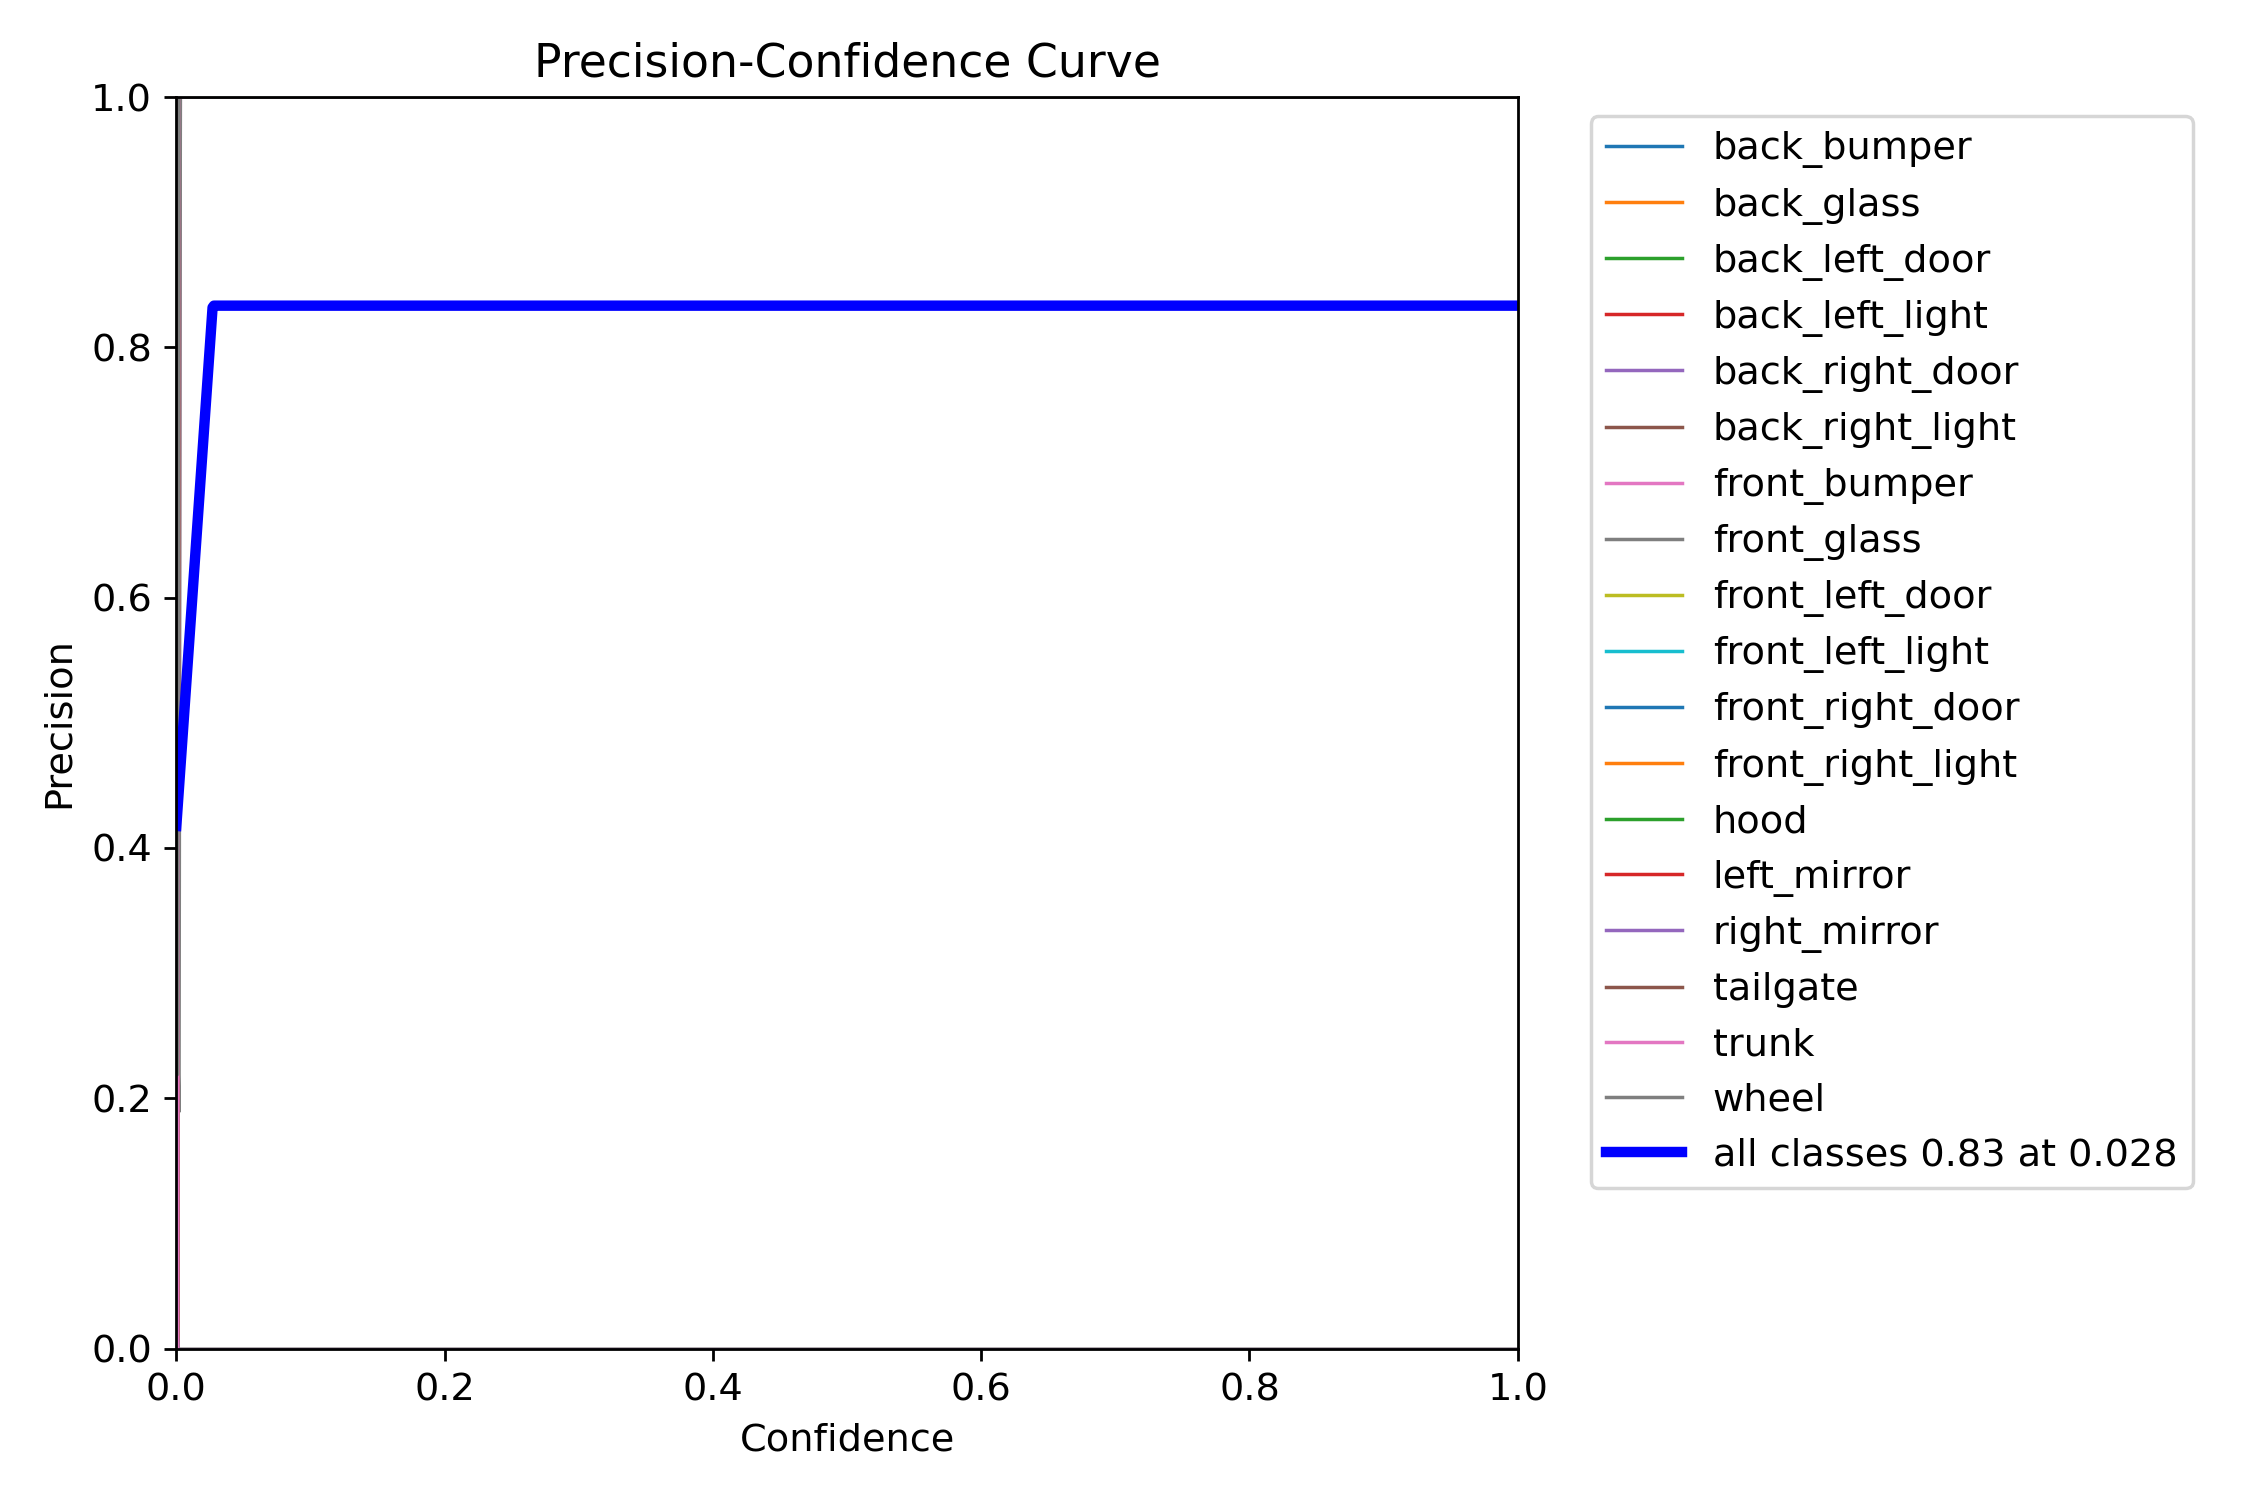 Precision-Confidence Curve
1.0
0.8
0.6
0.4
0.2
0.0
Precision
0.0 0.2 0.4 0.6 0.8 1.0
Confidence
back_bumper
back_glass
back_left_door
back_left_light
back_right_door
back_right_light
front_bumper
front_glass
front_left_door
front_left_light
front_right_door
front_right_light
hood
left_mirror
right_mirror
tailgate
trunk
wheel
all classes 0.83 at 0.028